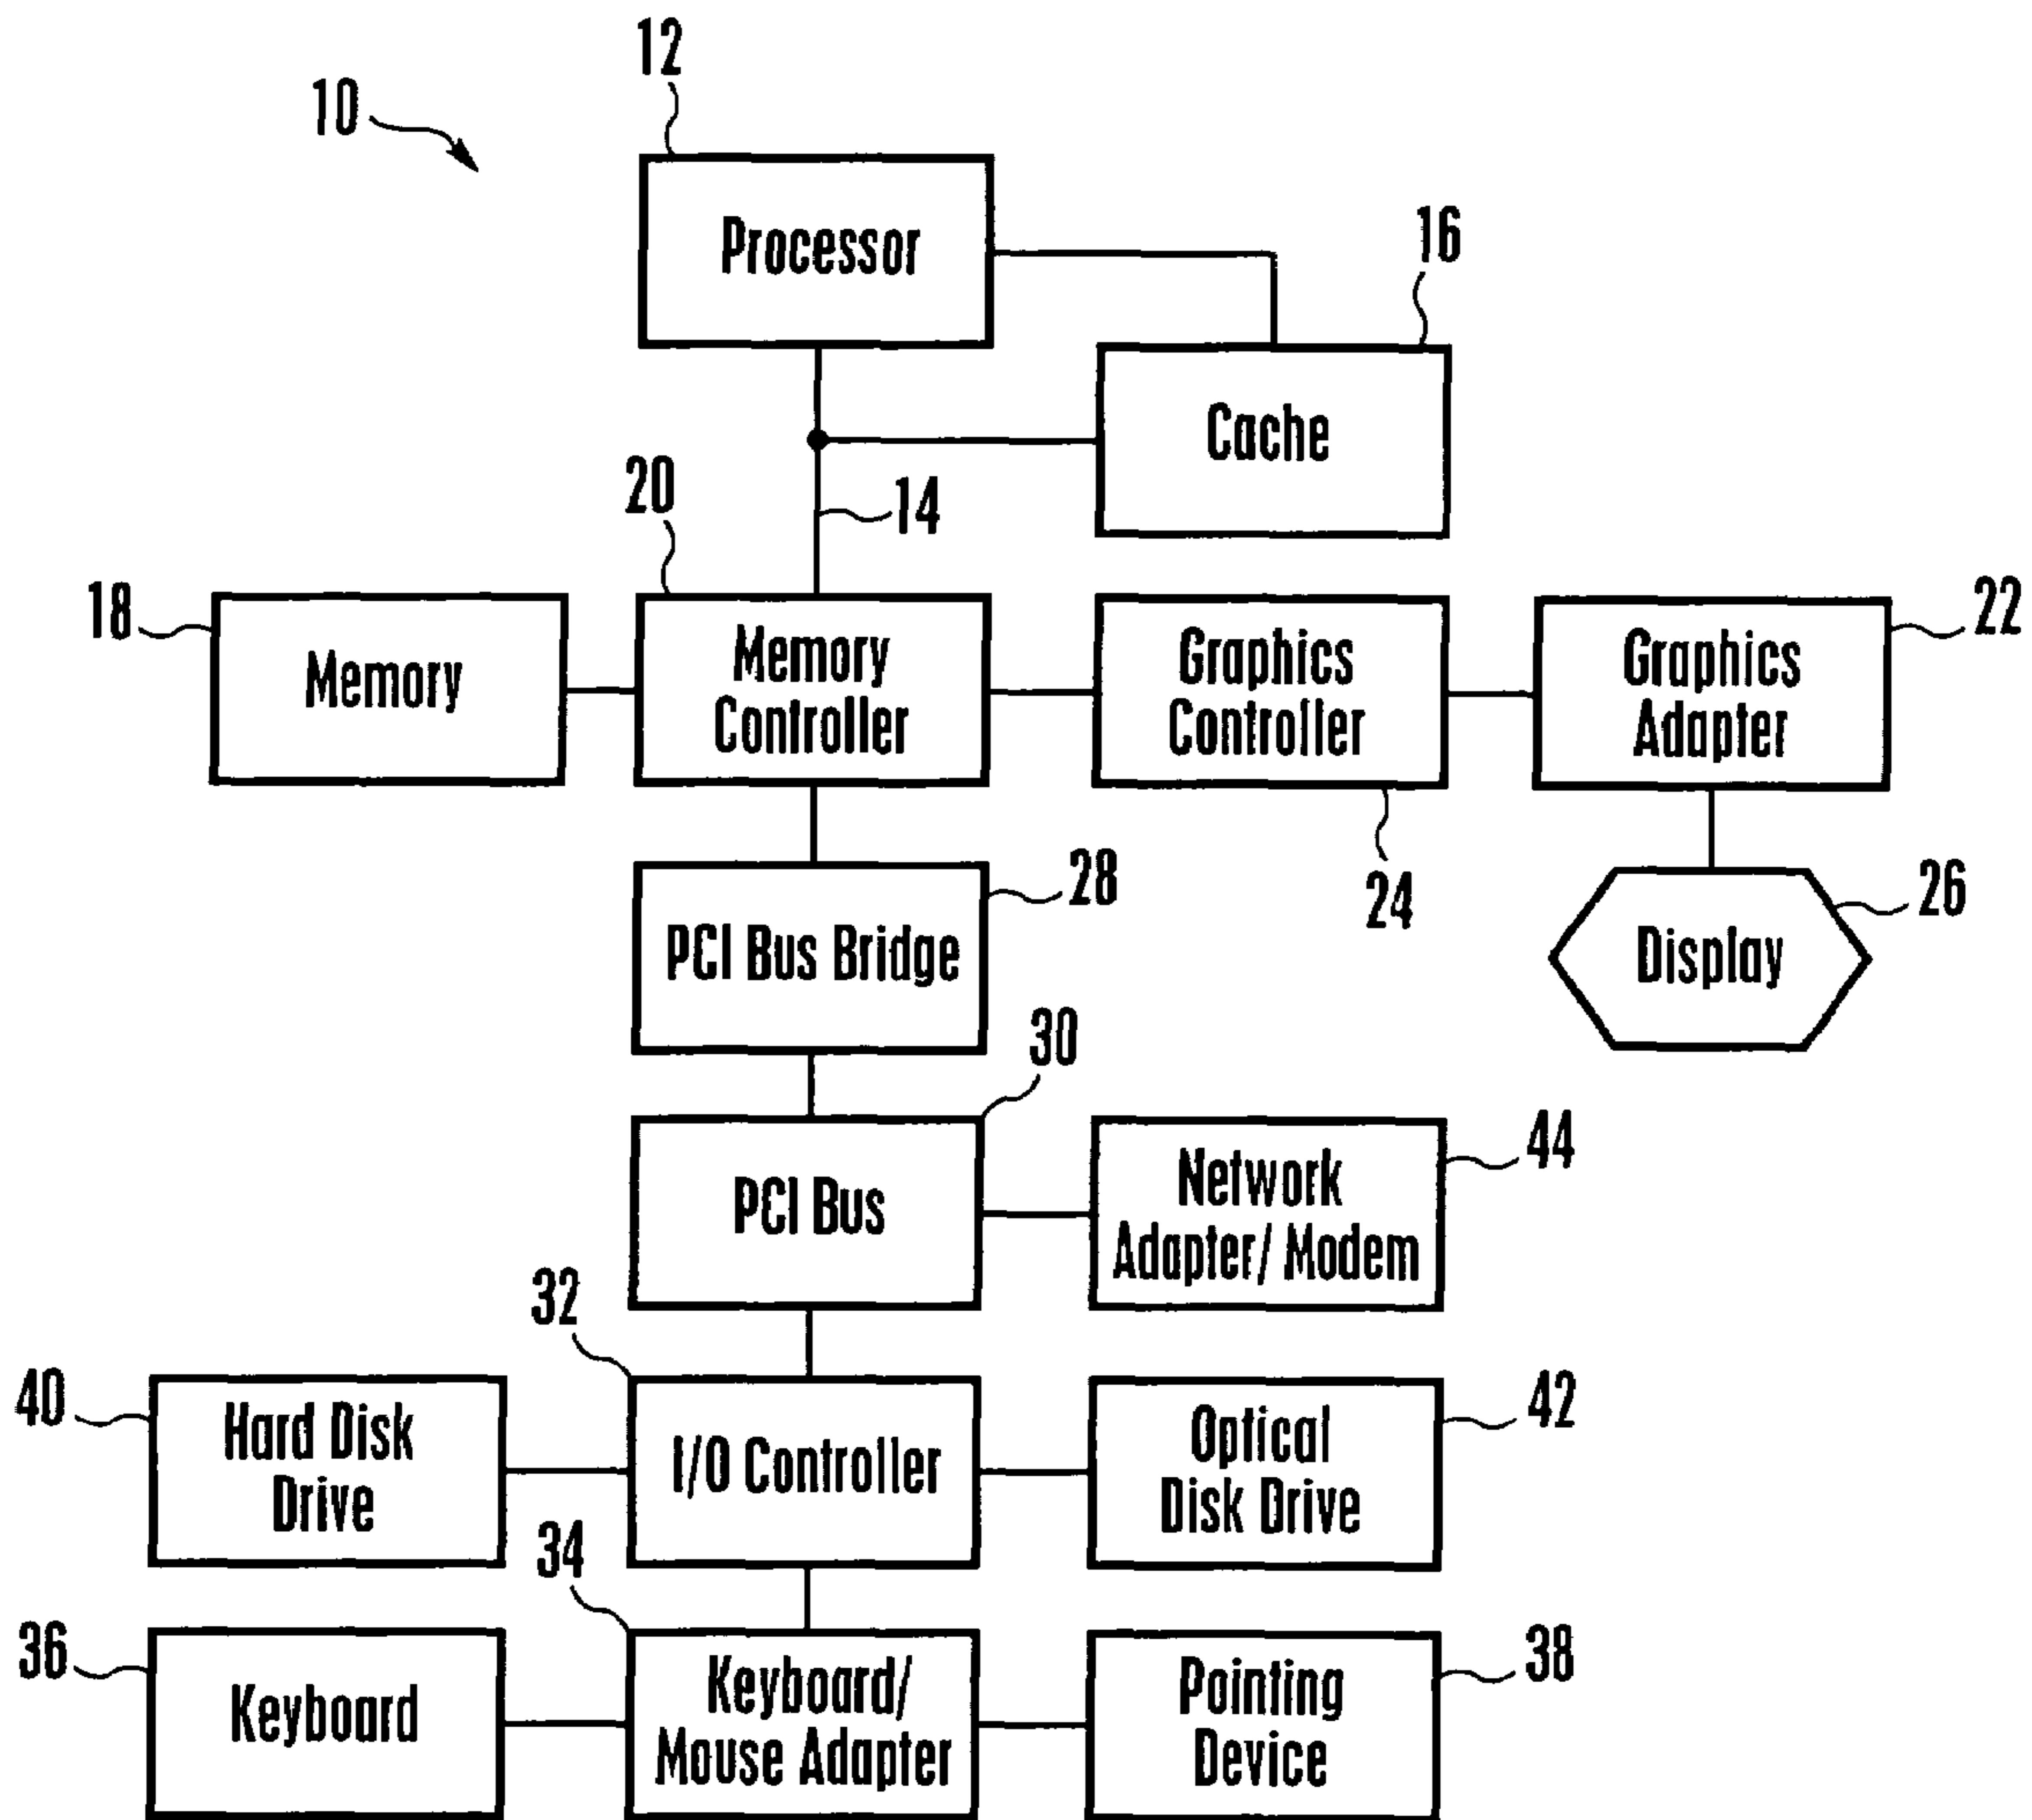 12
10
Processor
16
Cache
20
14
18
Memory
Memory
Controller
Graphics
Controller
Graphics
Adapter
22
24
28
PCI Bus Bridge
26
Display
30
PCI Bus
44
Network
Adapter/ Modem
32
40
Hard Disk
Drive
I/O Controller
Optical
Disk Drive
42
34
36
Keyboard
Keyboard/
Mouse Adapter
Pointing
Device
38